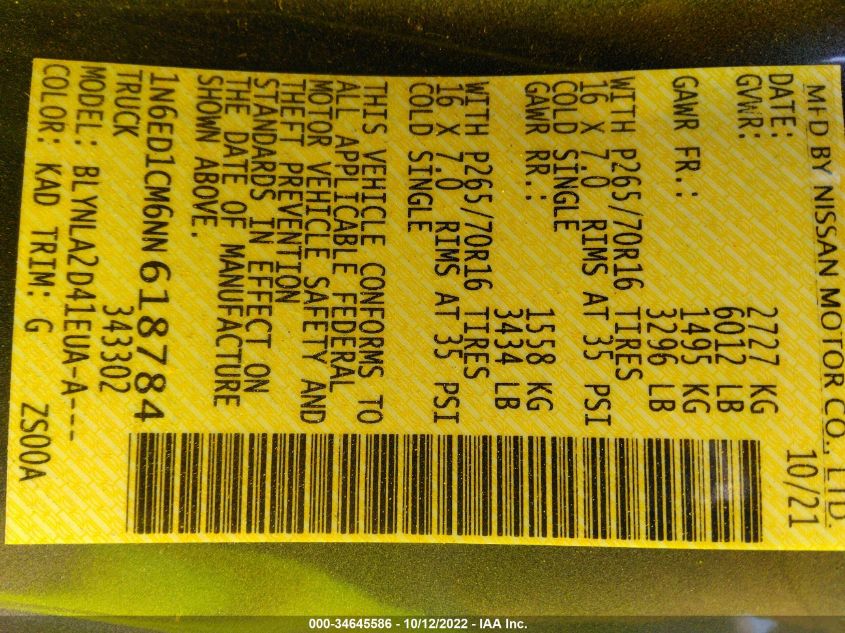 MFD BY NISSAN MOTOR CO., LTD.
DATE: 10/21
GVWR: 2727 KG
6012 LB
GAWR FR.: 1495 KG
3296 LB
WITH P265/70R16 TIRES
16 X 7.0 RIMS AT 35 PSI
COLD SINGLE
GAWR RR.: 1558 KG
3434 LB
WITH P265/70R16 TIRES
16 X 7.0 RIMS AT 35 PSI
COLD SINGLE
THIS VEHICLE CONFORMS TO
ALL APPLICABLE FEDERAL
MOTOR VEHICLE SAFETY AND
THEFT PREVENTION
STANDARDS IN EFFECT ON
THE DATE OF MANUFACTURE
SHOWN ABOVE.
1N6ED1CM6NN618784
TRUCK 343302
MODEL: BLYNLA2D41EUA-A---
COLOR: KAD TRIM: G ZS00A
000-34645586 - 10/12/2022 - IAA Inc.